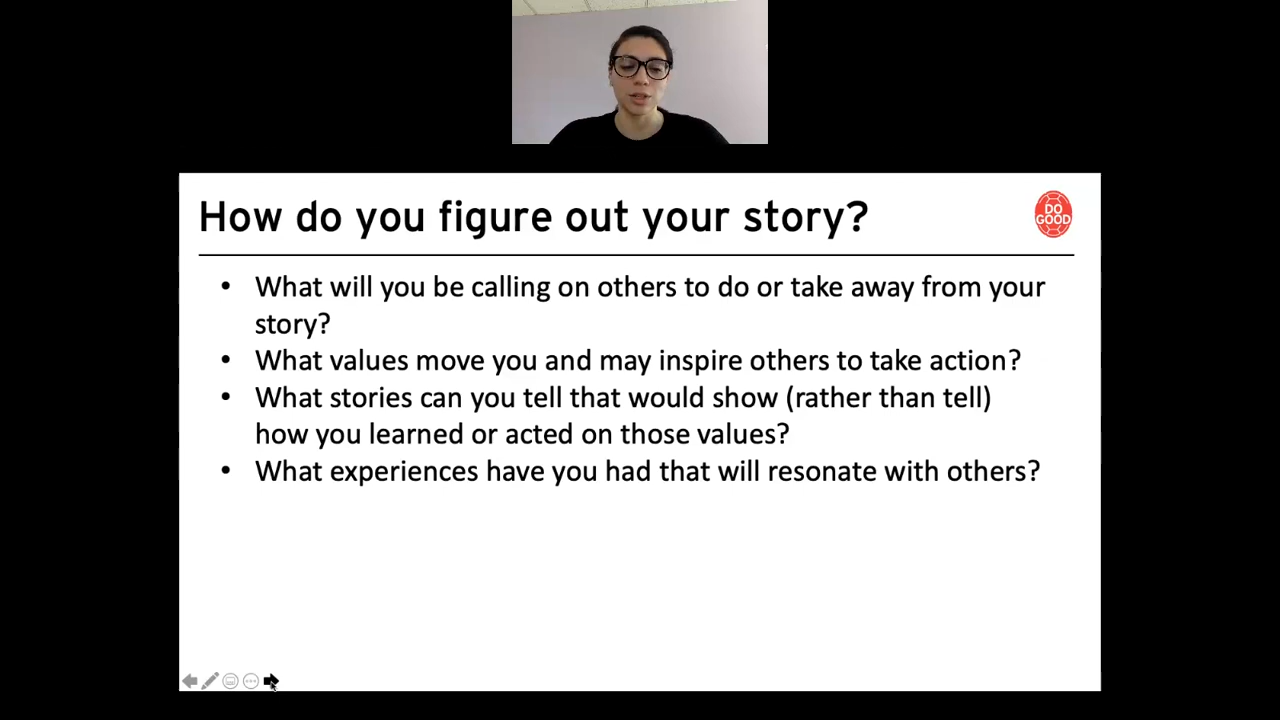 How do you figure out your story?
DO
GOOD
• What will you be calling on others to do or take away from your
story?
• What values move you and may inspire others to take action?
• What stories can you tell that would show (rather than tell)
how you learned or acted on those values?
• What experiences have you had that will resonate with others?